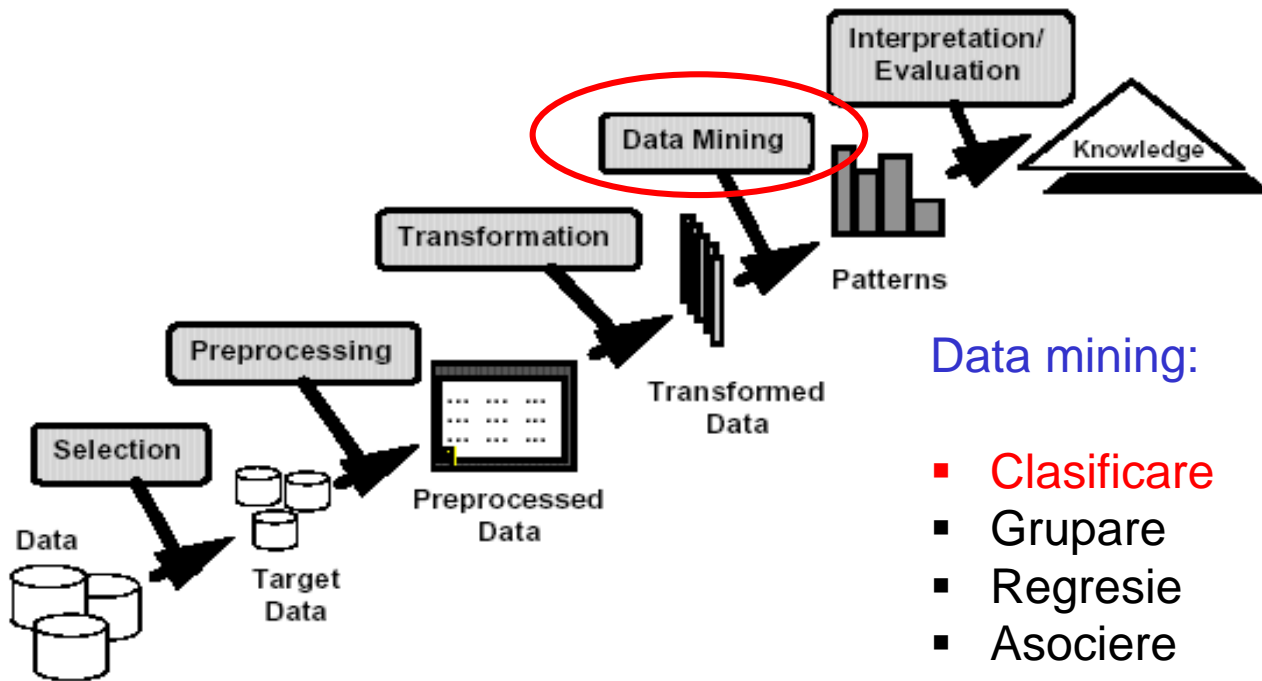 Interpretation/
Evaluation
Data Mining
Knowledge
Transformation
Patterns
Preprocessing
Transformed
Data
Selection
Preprocessed
Data
Data
Target
Data
Data mining:
▪ Clasificare
▪ Grupare
▪ Regresie
▪ Asociere